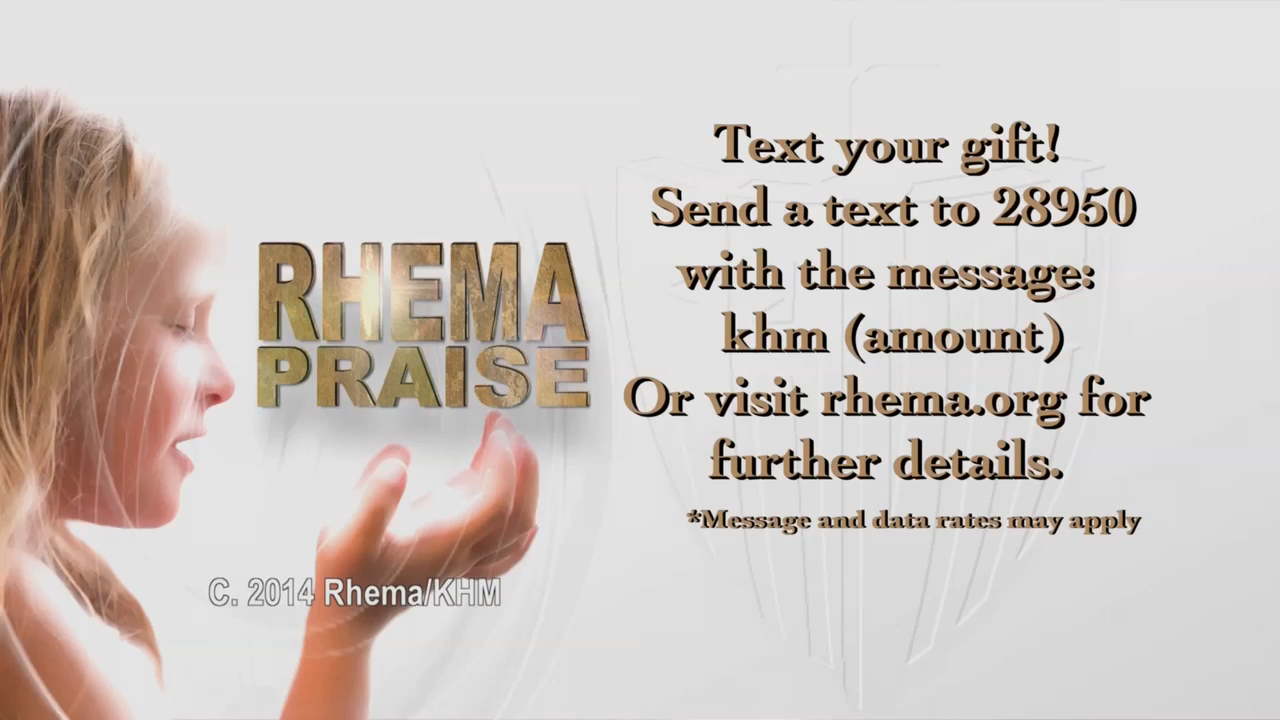 RHEMA
PRAISE
C. 2014 Rhema/KHM
Text your gift!
Send a text to 28950
with the message:
khm (amount)
Or visit rhema.org for
further details.
*Message and data rates may apply